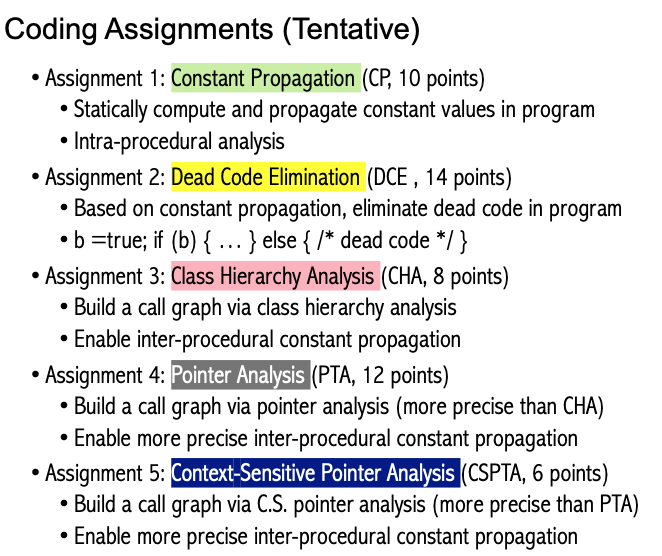 Coding Assignments (Tentative)
• Assignment 1: Constant Propagation (CP, 10 points)
• Statically compute and propagate constant values in program
• Intra-procedural analysis
• Assignment 2: Dead Code Elimination (DCE , 14 points)
• Based on constant propagation, eliminate dead code in program
• b =true; if (b) { … } else { /* dead code */ }
• Assignment 3: Class Hierarchy Analysis (CHA, 8 points)
• Build a call graph via class hierarchy analysis
• Enable inter-procedural constant propagation
• Assignment 4: Pointer Analysis (PTA, 12 points)
• Build a call graph via pointer analysis (more precise than CHA)
• Enable more precise inter-procedural constant propagation
• Assignment 5: Context-Sensitive Pointer Analysis (CSPTA, 6 points)
• Build a call graph via C.S. pointer analysis (more precise than PTA)
• Enable more precise inter-procedural constant propagation